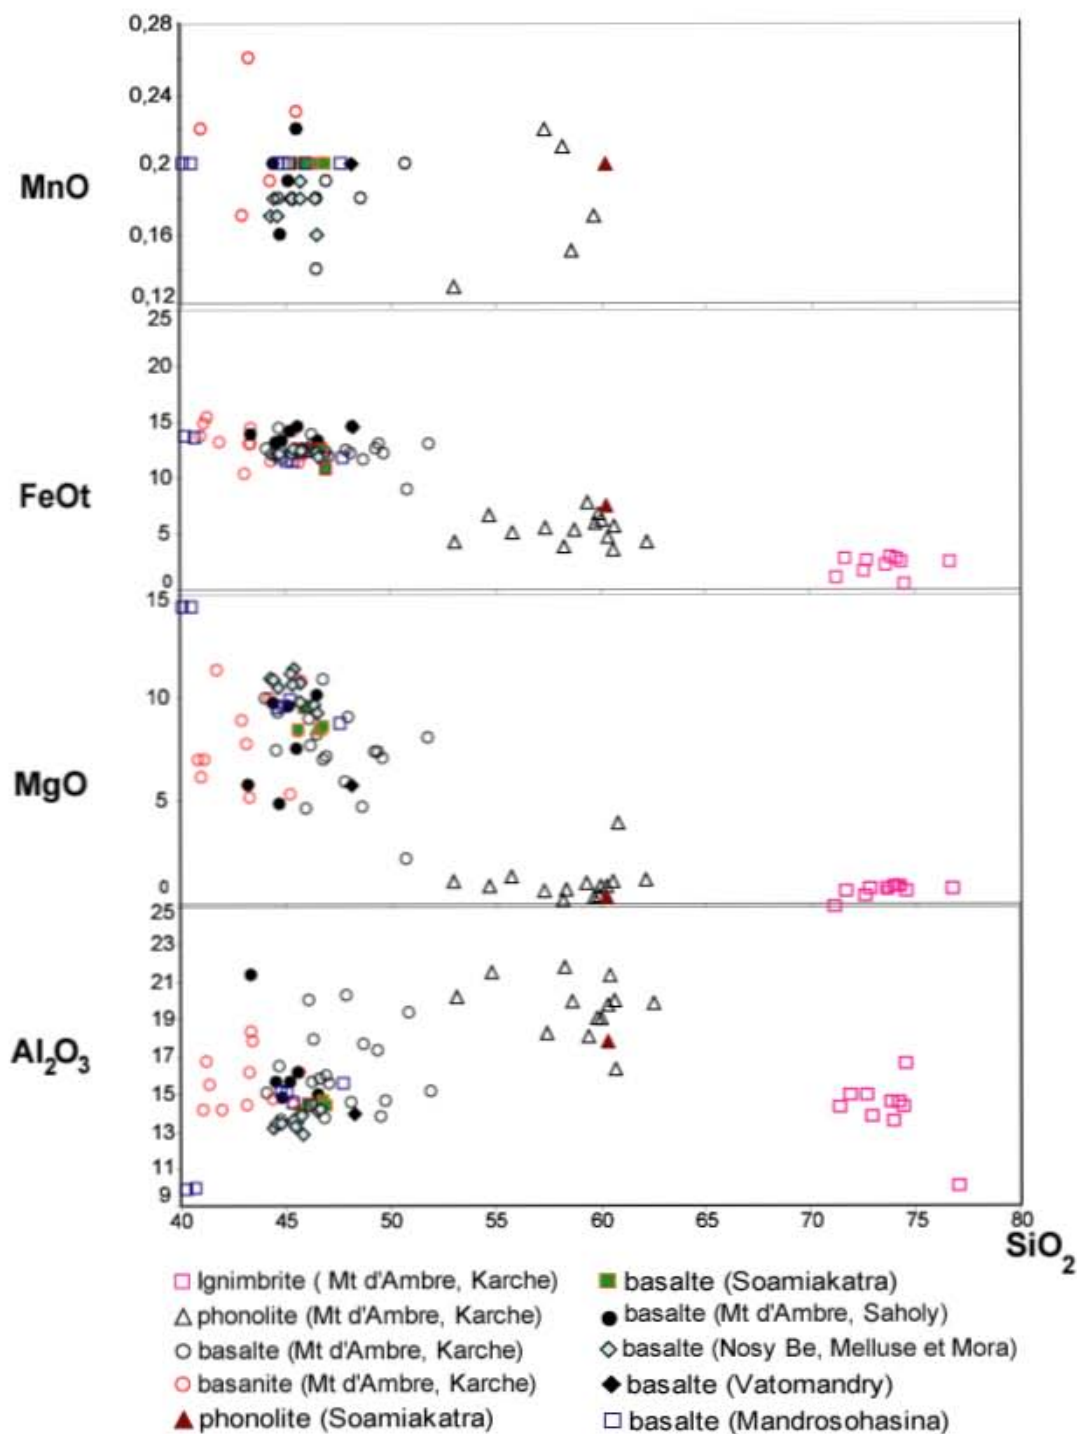 0,28
0,24
MnO
0,2
0,16
0,12
25
20
15
FeOt
10
5
0
15
10
MgO
5
0
25
23
21
19
Al₂O₃
17
15
13
11
9
40 45 50 55 60 65 70 75 80
SiO₂
Ignimbrite ( Mt d'Ambre, Karche)
phonolite (Mt d'Ambre, Karche)
basalte (Mt d'Ambre, Karche)
basanite (Mt d'Ambre, Karche)
phonolite (Soamiakatra)
basalte (Soamiakatra)
basalte (Mt d'Ambre, Saholy)
basalte (Nosy Be, Melluse et Mora)
basalte (Vatomandry)
basalte (Mandrosohasina)